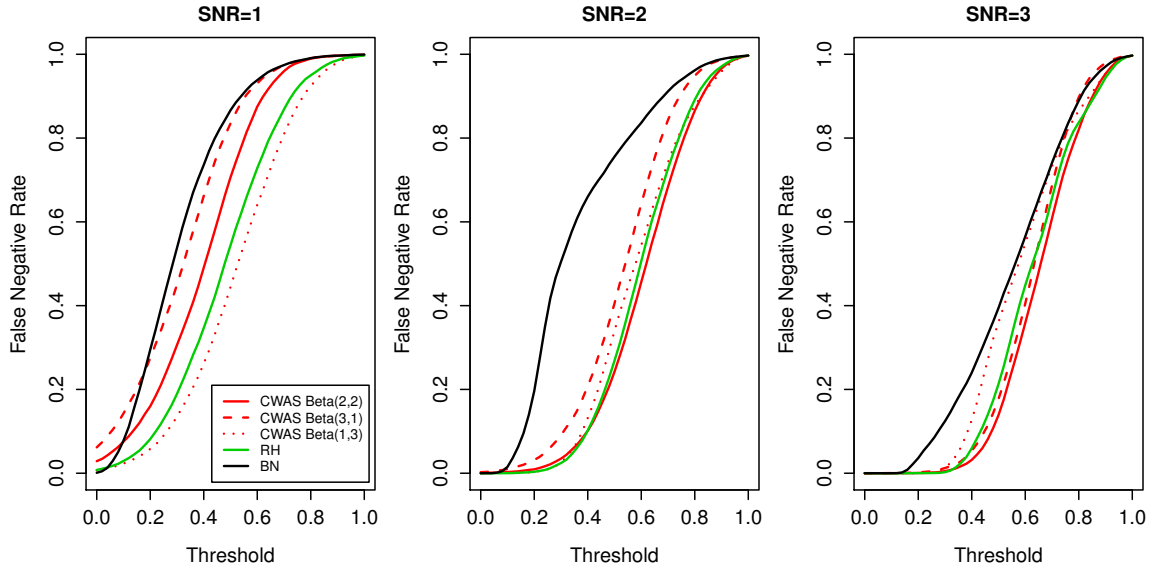 SNR=1
False Negative Rate
1.0
0.8
0.6
0.4
0.2
0.0
CWAS Beta(2,2)
CWAS Beta(3,1)
CWAS Beta(1,3)
RH
BN
0.0 0.2 0.4 0.6 0.8 1.0
Threshold
SNR=2
False Negative Rate
1.0
0.8
0.6
0.4
0.2
0.0
0.0 0.2 0.4 0.6 0.8 1.0
Threshold
SNR=3
False Negative Rate
1.0
0.8
0.6
0.4
0.2
0.0
0.0 0.2 0.4 0.6 0.8 1.0
Threshold